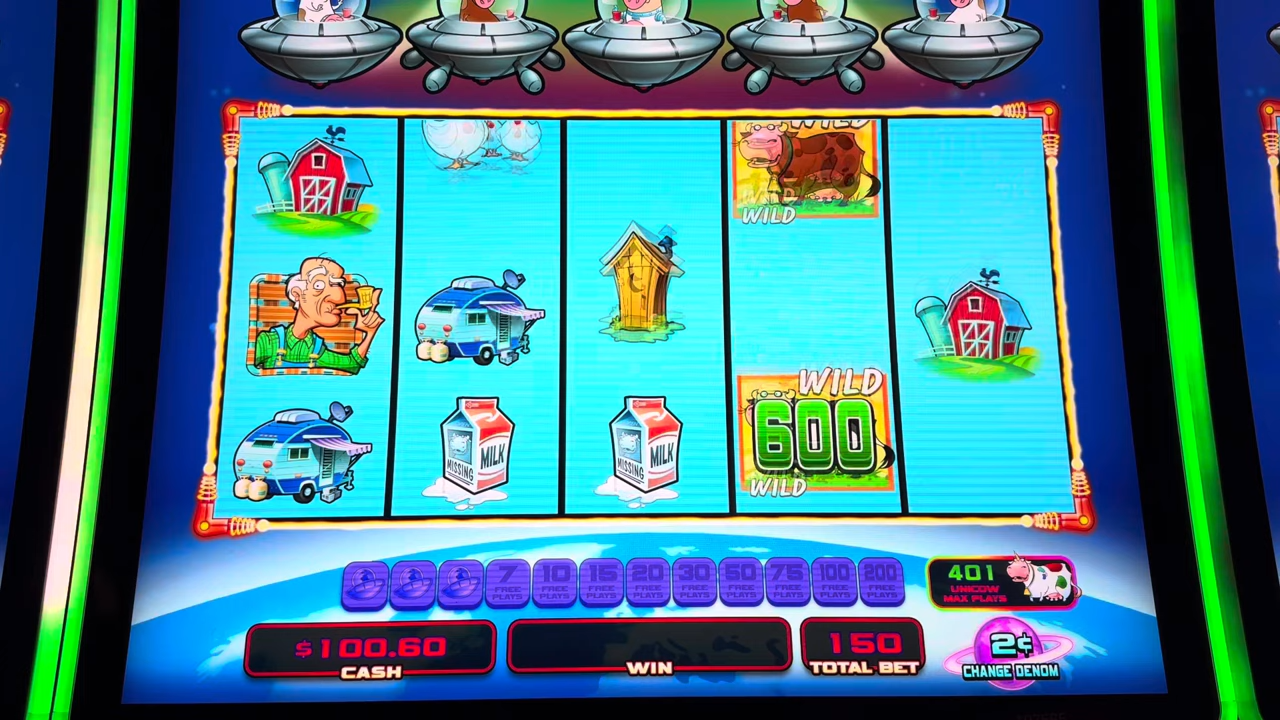 WILD
WILD
WILD
600
WILD
MISSING
MILK
MISSING
MILK
7
FREE
PLAYS
10
FREE
PLAYS
15
FREE
PLAYS
20
FREE
PLAYS
30
FREE
PLAYS
50
FREE
PLAYS
75
FREE
PLAYS
100
FREE
PLAYS
200
FREE
PLAYS
401
UNICOW
MAX PLAYS
$100.60
CASH
WIN
150
TOTAL BET
2¢
CHANGE DENOM